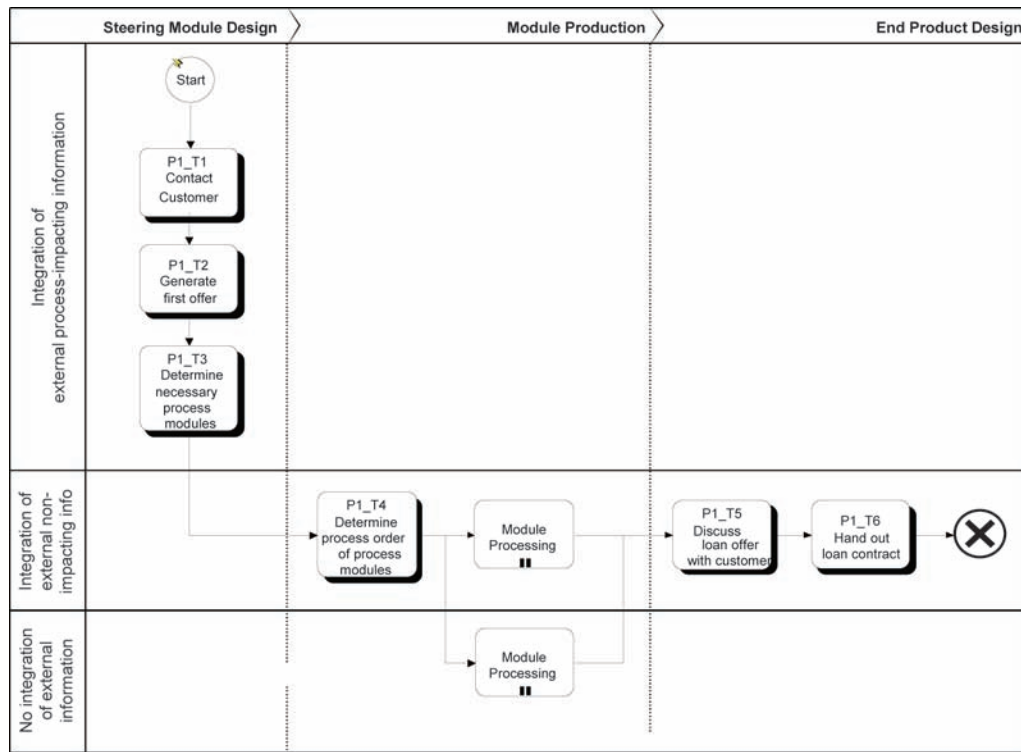 Steering Module Design
Module Production
End Product Design
Integration of
external process-impacting information
Start
P1_T1
Contact
Customer
P1_T2
Generate
first offer
P1_T3
Determine
necessary
process
modules
Integration of
external non-
impacting info
P1_T4
Determine
process order
of process
modules
Module
Processing
P1_T5
Discuss
loan offer
with customer
P1_T6
Hand out
loan contract
No integration
of external
information
Module
Processing